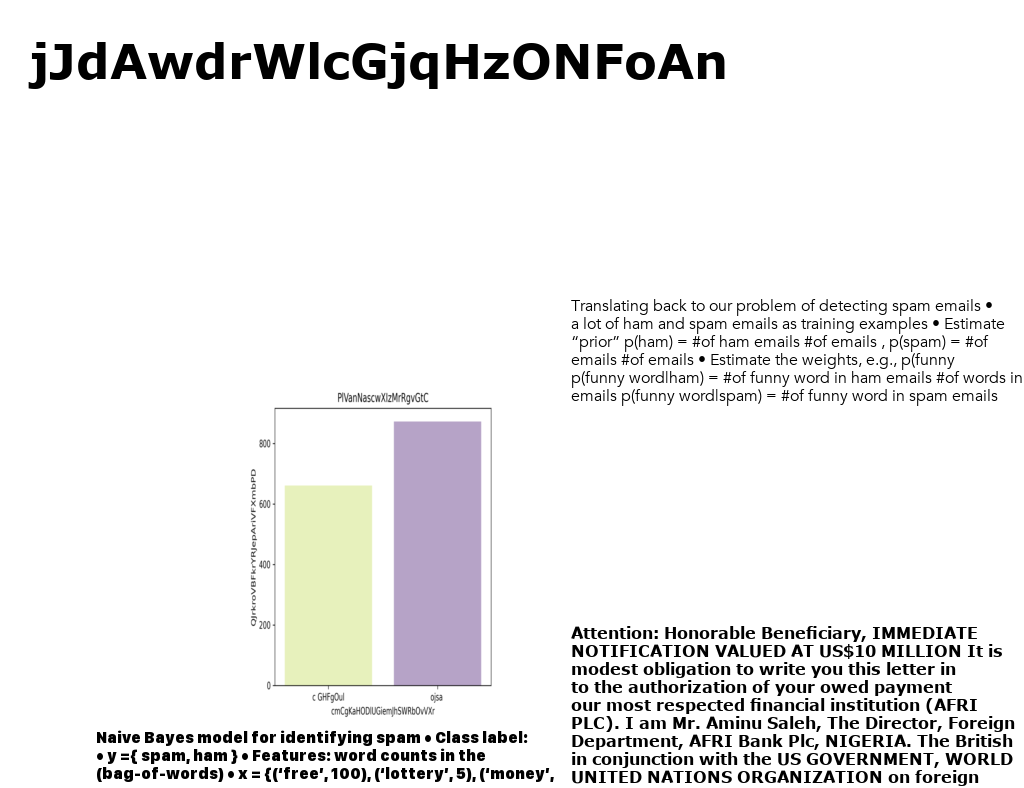 jJdAwdrWlcGjqHzONFoAn
Translating back to our problem of detecting spam emails •
a lot of ham and spam emails as training examples • Estimate
“prior” p(ham) = #of ham emails #of emails , p(spam) = #of
emails #of emails • Estimate the weights, e.g., p(funny
p(funny wordlham) = #of funny word in ham emails #of words in
emails p(funny wordlspam) = #of funny word in spam emails
PlVanNascwXlzMrRgvGtC
OjrkroVBFkrYRJepAriVFXmbPD
800
600
400
200
0
c GHFgOul
ojsa
cmCgKaHODlUGiemJhSWRbOvVXr
Naive Bayes model for identifying spam • Class label:
• y ={ spam, ham } • Features: word counts in the
(bag-of-words) • x = {(‘free’, 100), (‘lottery’, 5), (‘money’,
Attention: Honorable Beneficiary, IMMEDIATE
NOTIFICATION VALUED AT US$10 MILLION It is
modest obligation to write you this letter in
to the authorization of your owed payment
our most respected financial institution (AFRI
PLC). I am Mr. Aminu Saleh, The Director, Foreign
Department, AFRI Bank Plc, NIGERIA. The British
in conjunction with the US GOVERNMENT, WORLD
UNITED NATIONS ORGANIZATION on foreign